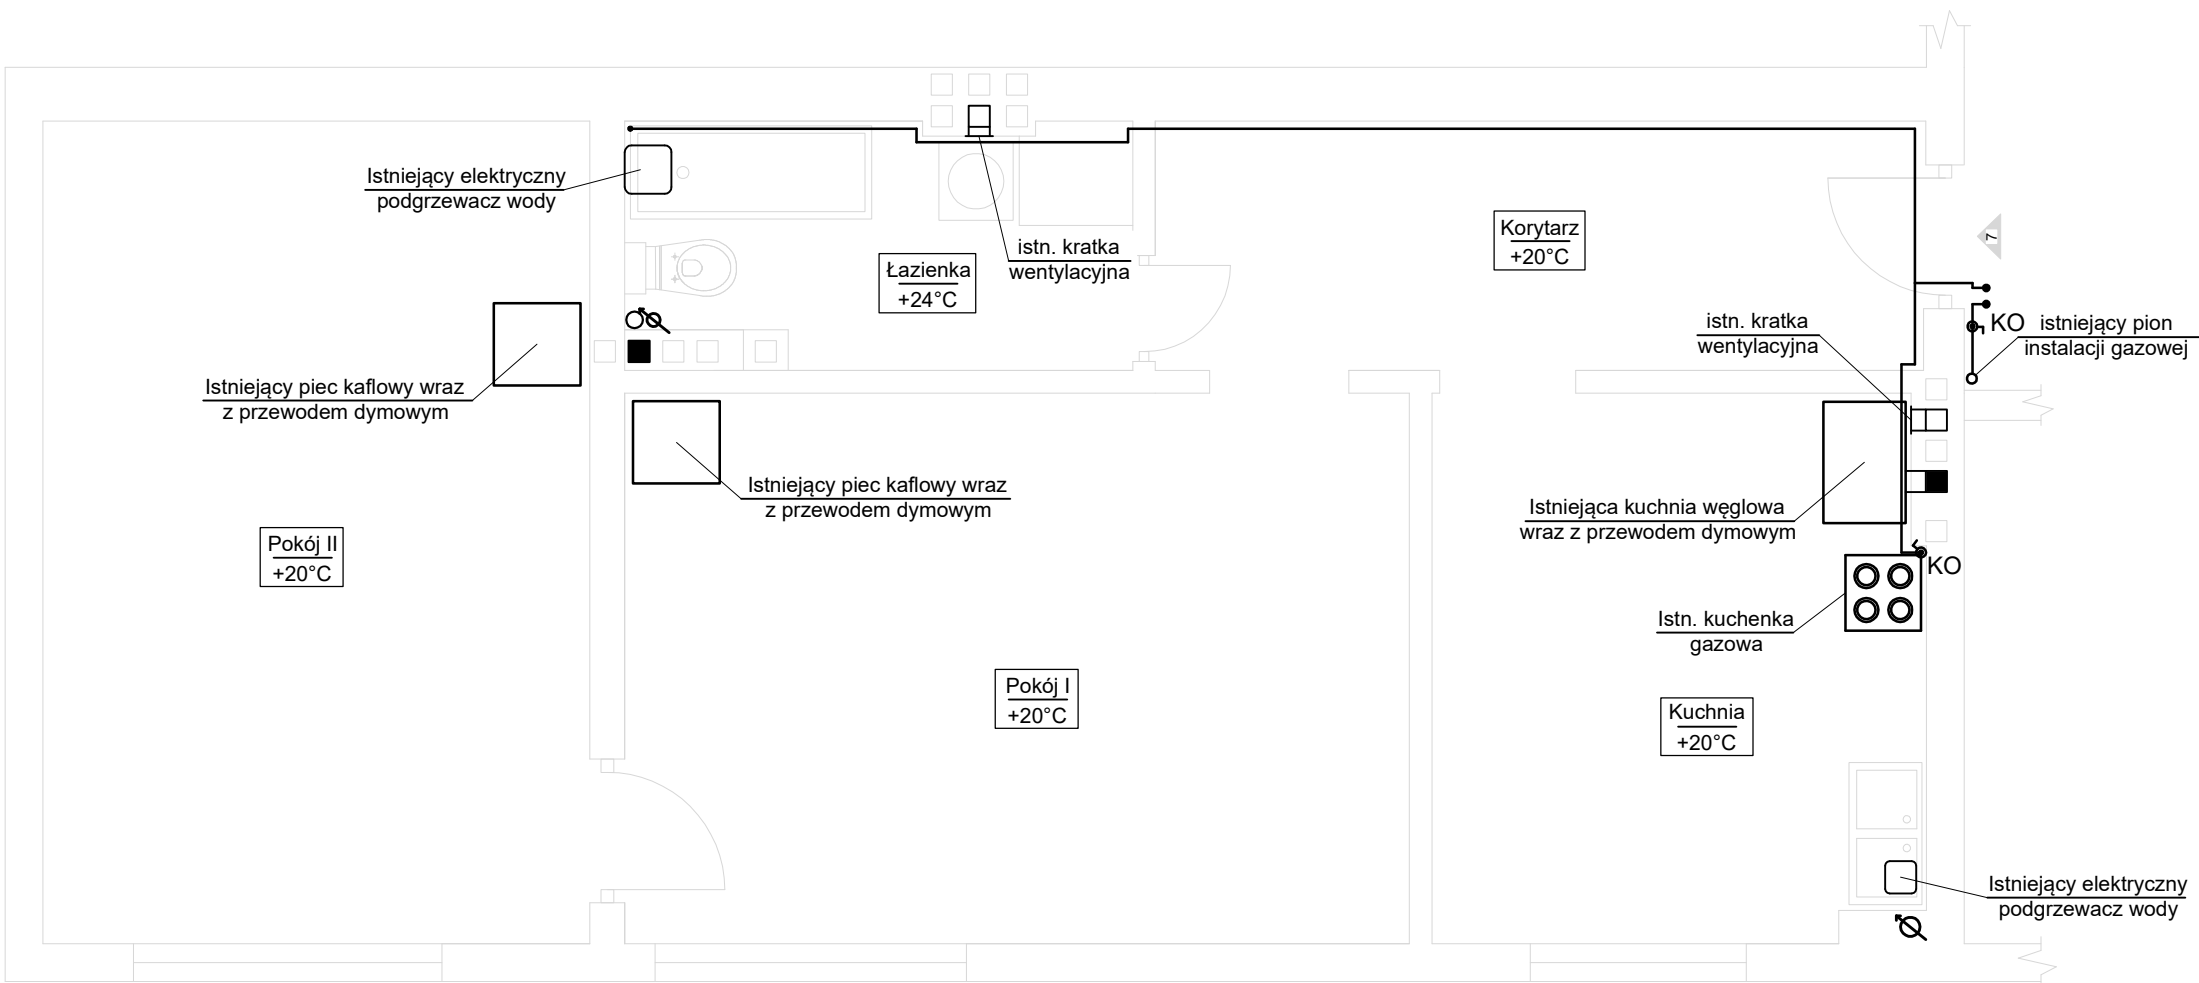 Istniejący elektryczny
podgrzewacz wody
istn. kratka
wentylacyjna
Łazienka
+24°C
Korytarz
+20°C
7
istn. kratka
wentylacyjna
KO
istniejący pion
instalacji gazowej
Istniejący piec kaflowy wraz
z przewodem dymowym
Istniejący piec kaflowy wraz
z przewodem dymowym
Istniejąca kuchnia węglowa
wraz z przewodem dymowym
Pokój II
+20°C
KO
Istn. kuchenka
gazowa
Pokój I
+20°C
Kuchnia
+20°C
Istniejący elektryczny
podgrzewacz wody